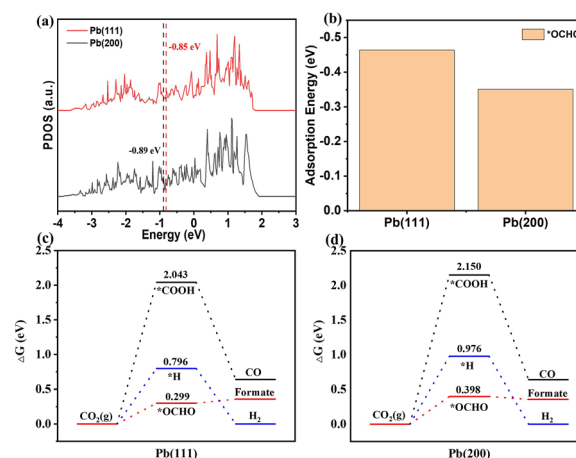 (a)
Pb(111)
Pb(200)
-0.85 eV
-0.89 eV
PDOS (a.u.)
-4 -3 -2 -1 0 1 2 3
Energy (eV)
(b)
*OCHO
Adsorption Energy (eV)
-0.5
-0.4
-0.3
-0.2
-0.1
0.0
Pb(111) Pb(200)
(c)
ΔG (eV)
2.5
2.0
1.5
1.0
0.5
0.0
2.043
*COOH
0.796
*H
0.299
*OCHO
CO2(g)
CO
Formate
H2
Pb(111)
(d)
ΔG (eV)
2.5
2.0
1.5
1.0
0.5
0.0
2.150
*COOH
0.976
*H
0.398
*OCHO
CO2(g)
CO
Formate
H2
Pb(200)